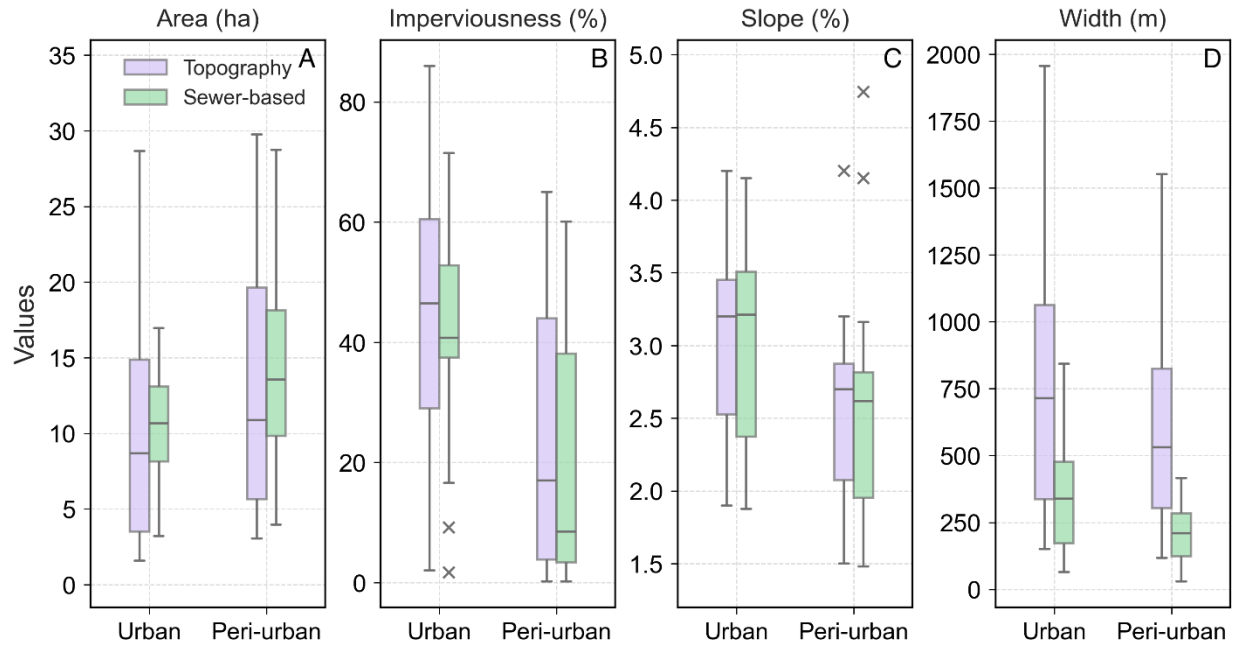 Area (ha)
Imperviousness (%)
Slope (%)
Width (m)
A
B
C
D
Topography
Sewer-based
Values
35
30
25
20
15
10
5
0
Urban
Peri-urban
80
60
40
20
0
Urban
Peri-urban
5.0
4.5
4.0
3.5
3.0
2.5
2.0
1.5
Urban
Peri-urban
2000
1750
1500
1250
1000
750
500
250
0
Urban
Peri-urban